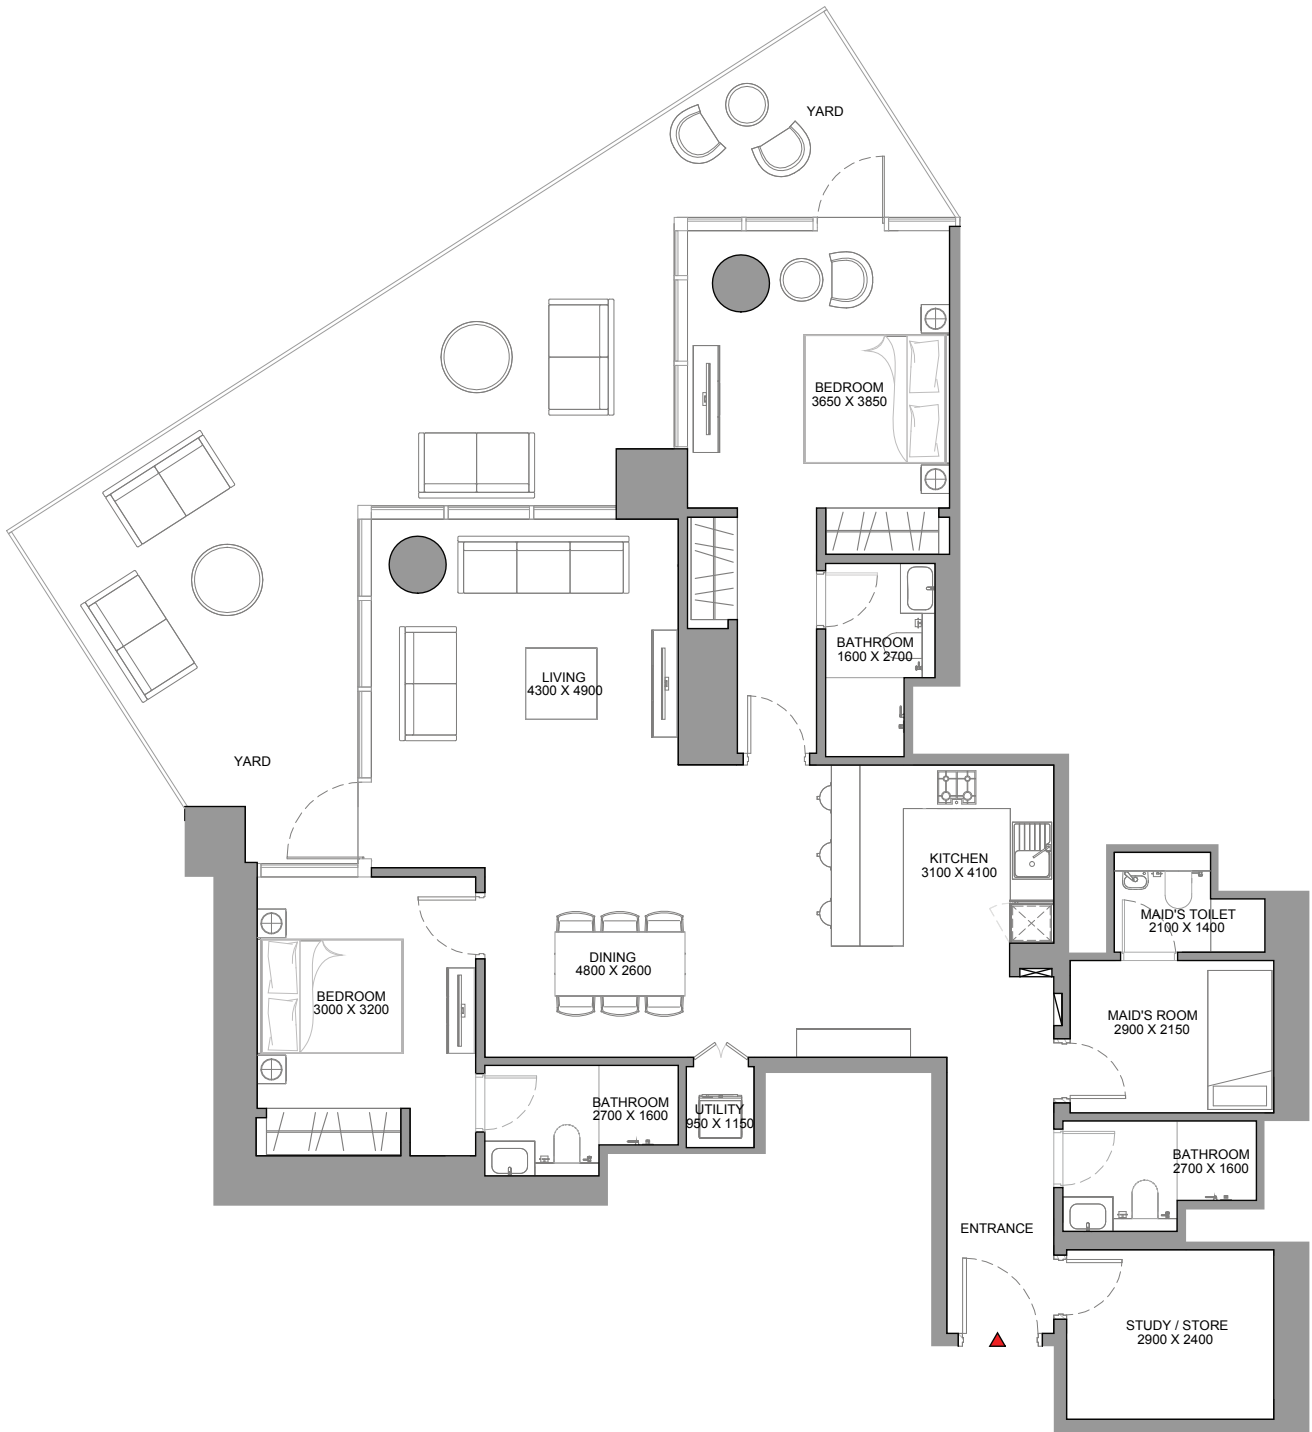 YARD
BEDROOM
3650 X 3850
BATHROOM
1600 X 2700
LIVING
4300 X 4900
YARD
KITCHEN
3100 X 4100
MAID'S TOILET
2100 X 1400
DINING
4800 X 2600
BEDROOM
3000 X 3200
MAID'S ROOM
2900 X 2150
BATHROOM
2700 X 1600
UTILITY
950 X 1150
BATHROOM
2700 X 1600
ENTRANCE
STUDY / STORE
2900 X 2400